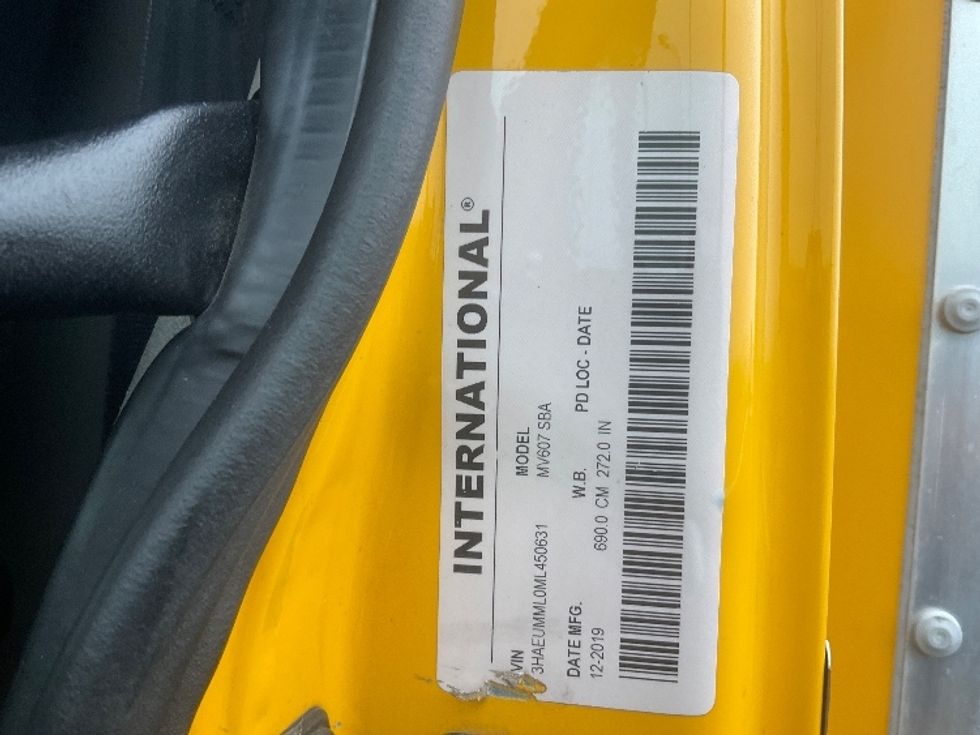 INTERNATIONAL®
VIN MODEL
3HAEUMML0ML450631 MV607 SBA
DATE MFG. W.B. PD LOC - DATE
12-2019 690.0 CM 272.0 IN